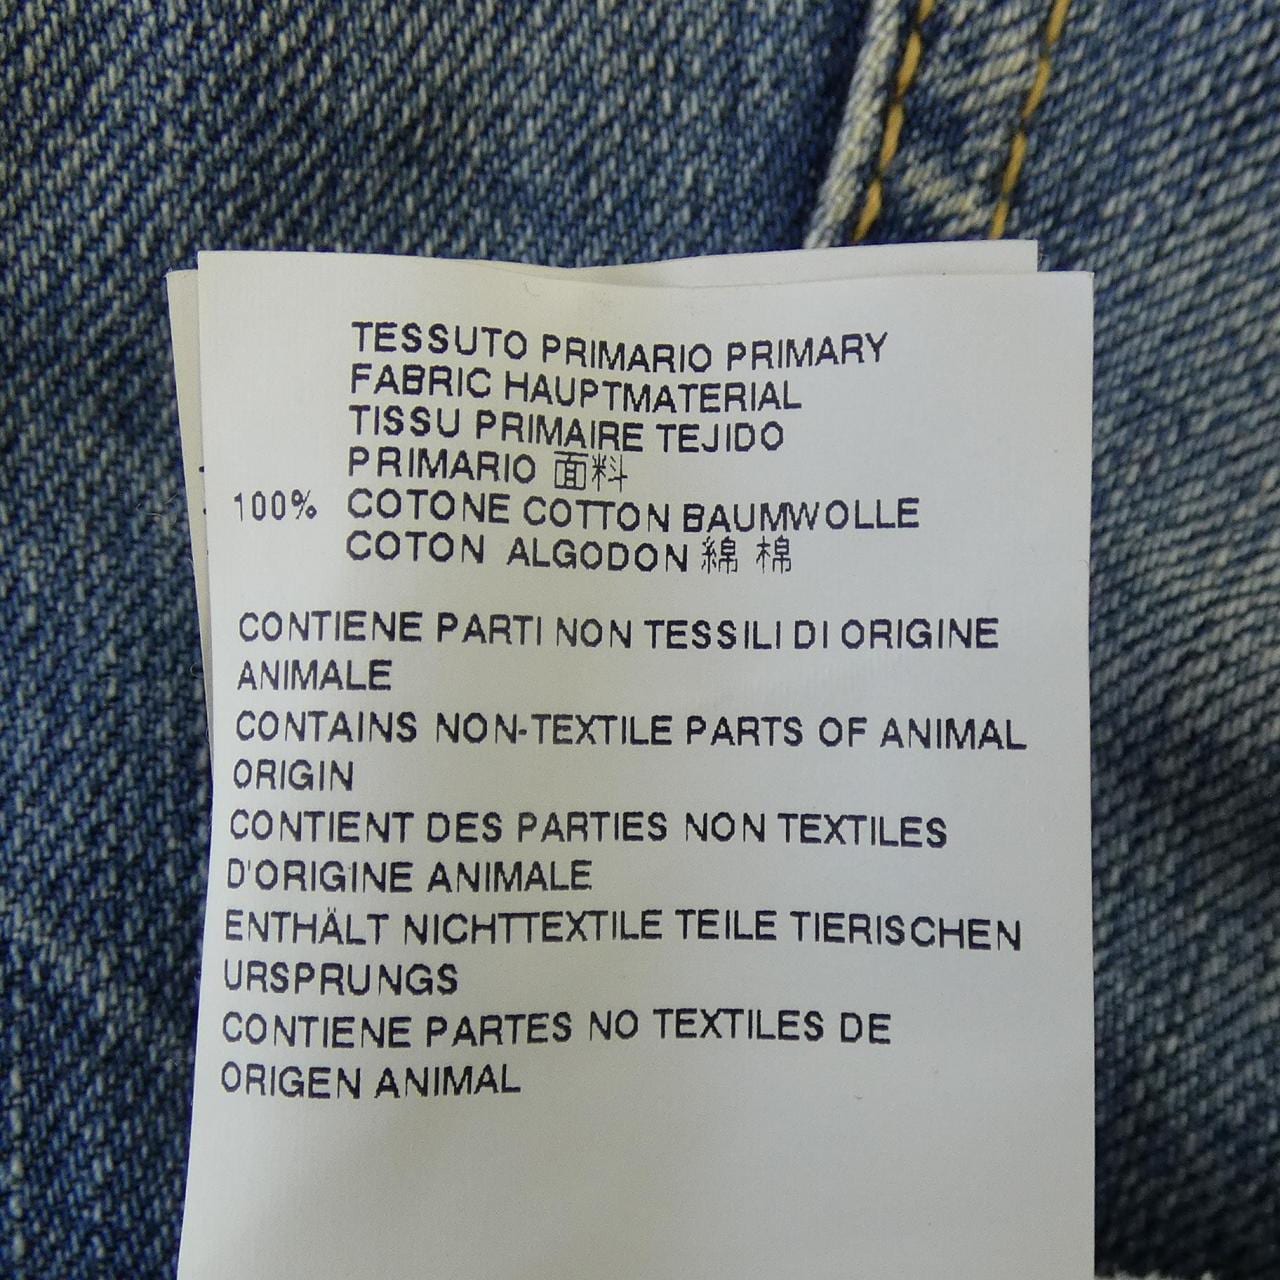 TESSUTO PRIMARIO PRIMARY
FABRIC HAUPTMATERIAL
TISSU PRIMAIRE TEJIDO
PRIMARIO 面料
100% COTONE COTTON BAUMWOLLE
COTON ALGODON 綿 棉
CONTIENE PARTI NON TESSILI DI ORIGINE
ANIMALE
CONTAINS NON-TEXTILE PARTS OF ANIMAL
ORIGIN
CONTIENT DES PARTIES NON TEXTILES
D'ORIGINE ANIMALE
ENTHÄLT NICHTTEXTILE TEILE TIERISCHEN
URSPRUNGS
CONTIENE PARTES NO TEXTILES DE
ORIGEN ANIMAL